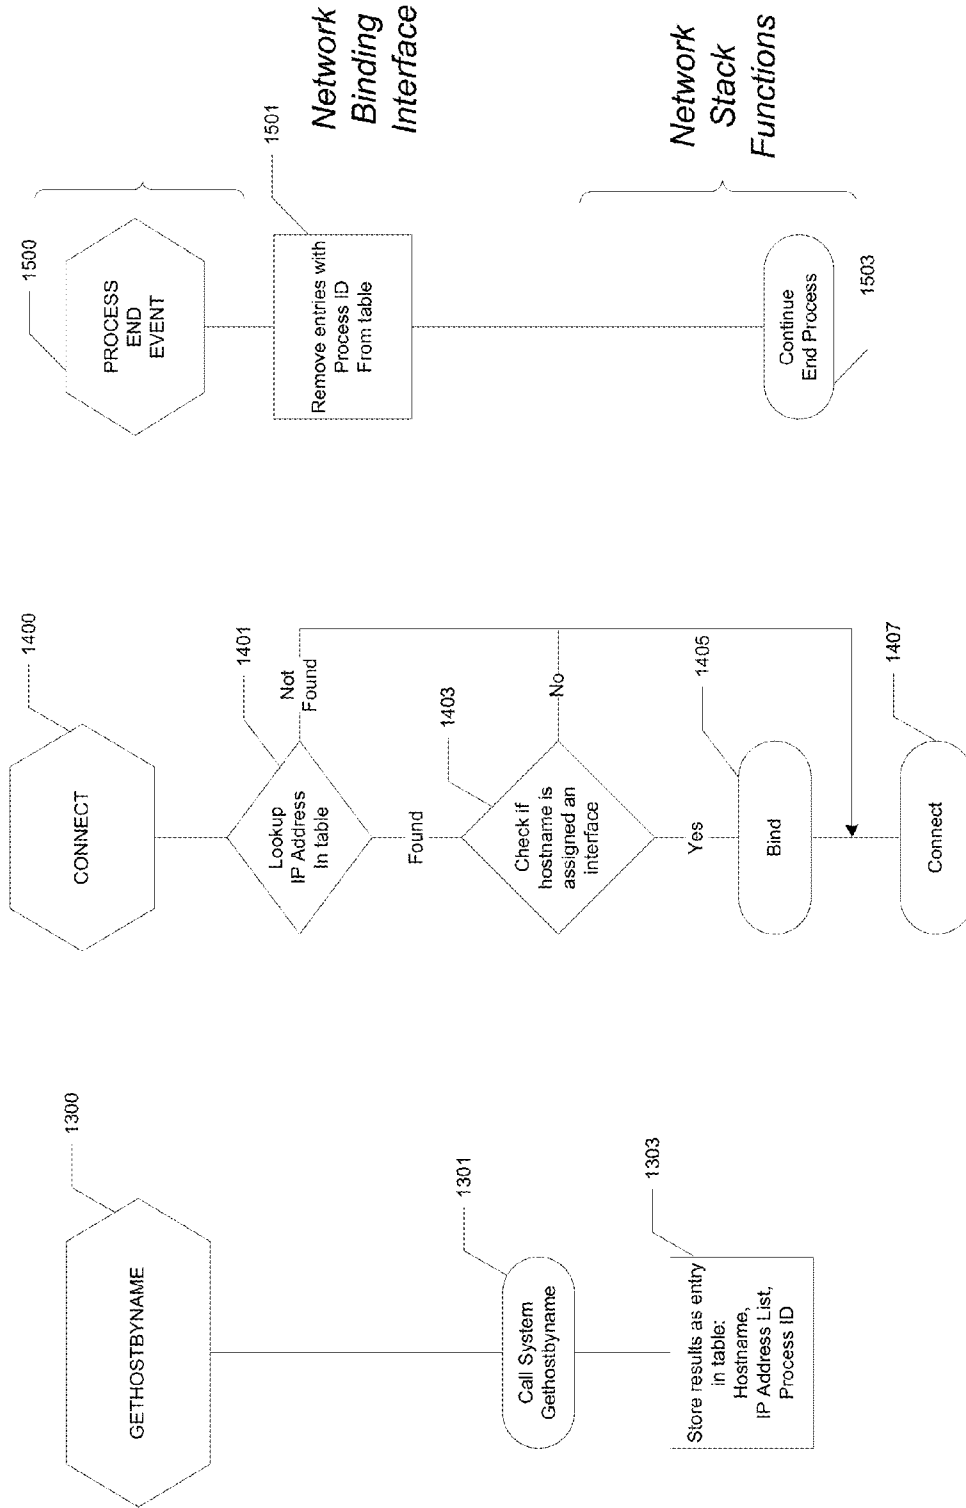 1300
GETHOSTBYNAME
1301
Call System
Gethostbyname
1303
Store results as entry
in table:
Hostname,
IP Address List,
Process ID
1400
CONNECT
1401
Lookup
IP Address
In table
Not
Found
Found
1403
Check if
hostname is
assigned an
interface
No
Yes
1405
Bind
1407
Connect
1500
PROCESS
END
EVENT
1501
Remove entries with
Process ID
From table
Continue
End Process
1503
Network
Binding
Interface
Network
Stack
Functions